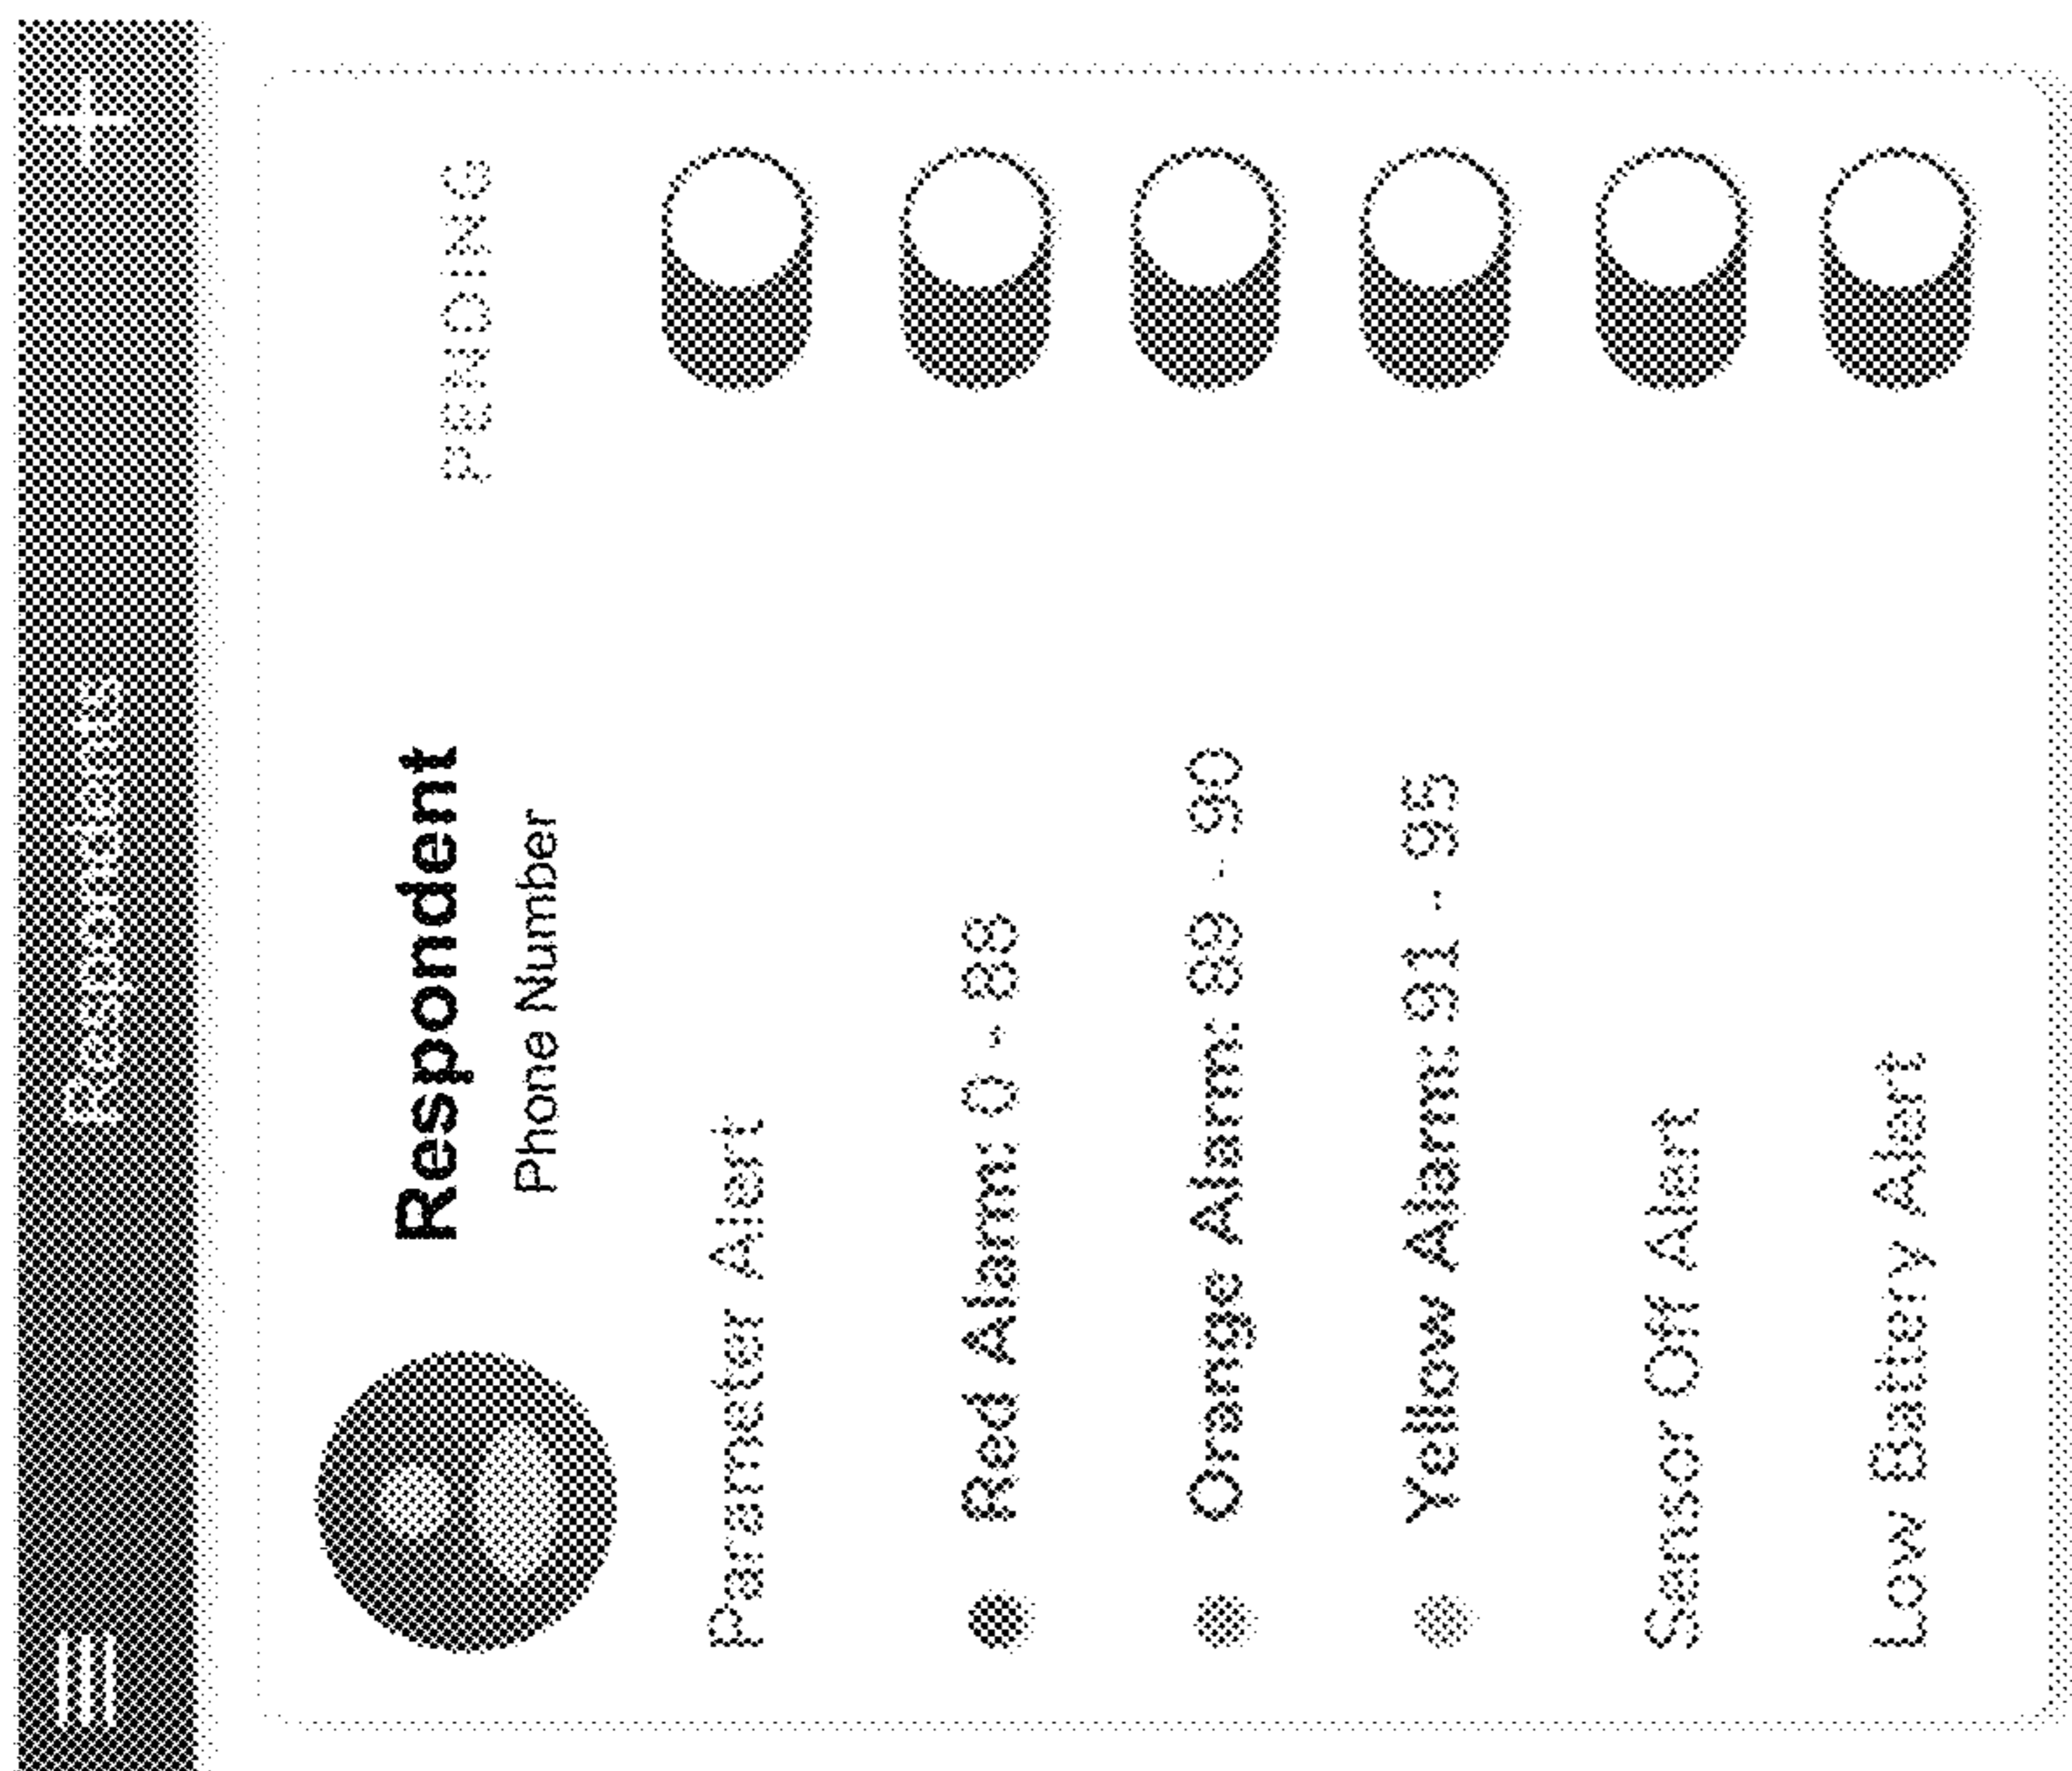 Respondents
Respondent
PENDING
Phone Number
Parameter Alert
Red Alarm: 0 - 88
Orange Alarm: 89 - 90
Yellow Alarm: 91 - 95
Sensor Off Alert
Low Battery Alert